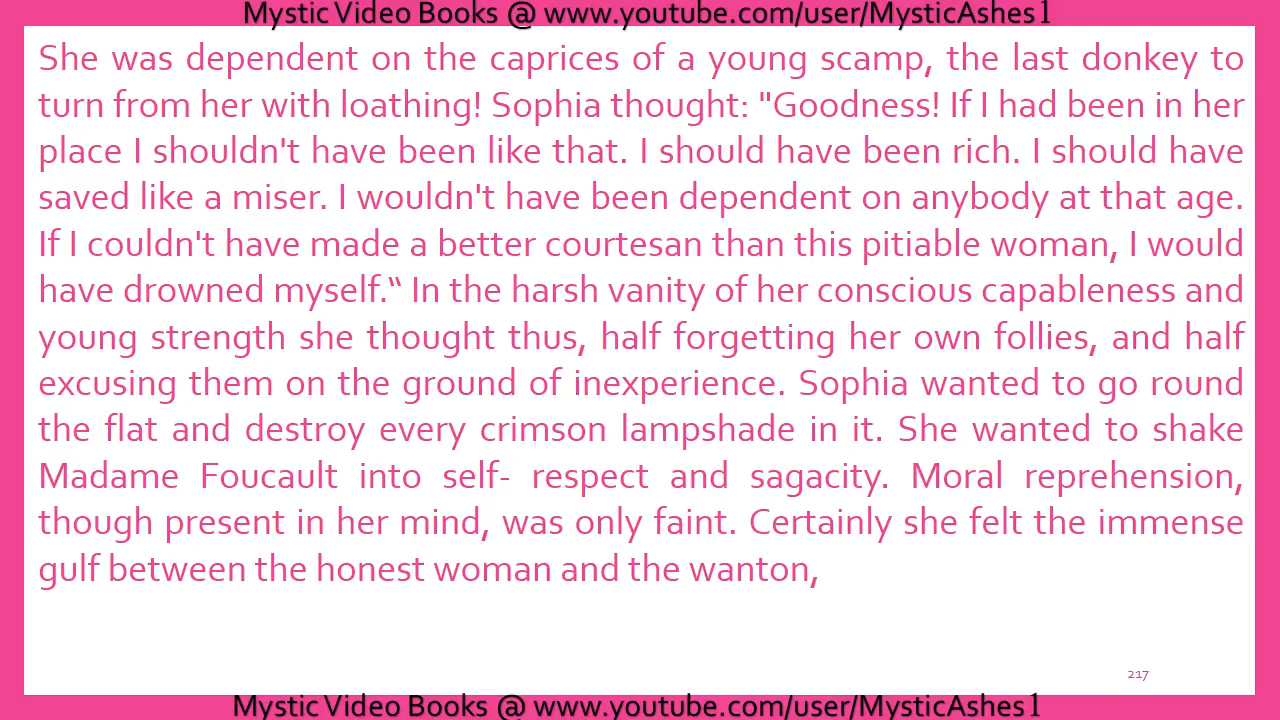 Mystic Video Books @ www.youtube.com/user/MysticAshes1
She was dependent on the caprices of a young scamp, the last donkey to
turn from her with loathing! Sophia thought: "Goodness! If I had been in her
place I shouldn't have been like that. I should have been rich. I should have
saved like a miser. I wouldn't have been dependent on anybody at that age.
If I couldn't have made a better courtesan than this pitiable woman, I would
have drowned myself.“ In the harsh vanity of her conscious capableness and
young strength she thought thus, half forgetting her own follies, and half
excusing them on the ground of inexperience. Sophia wanted to go round
the flat and destroy every crimson lampshade in it. She wanted to shake
Madame Foucault into self- respect and sagacity. Moral reprehension,
though present in her mind, was only faint. Certainly she felt the immense
gulf between the honest woman and the wanton,
217
Mystic Video Books @ www.youtube.com/user/MysticAshes1